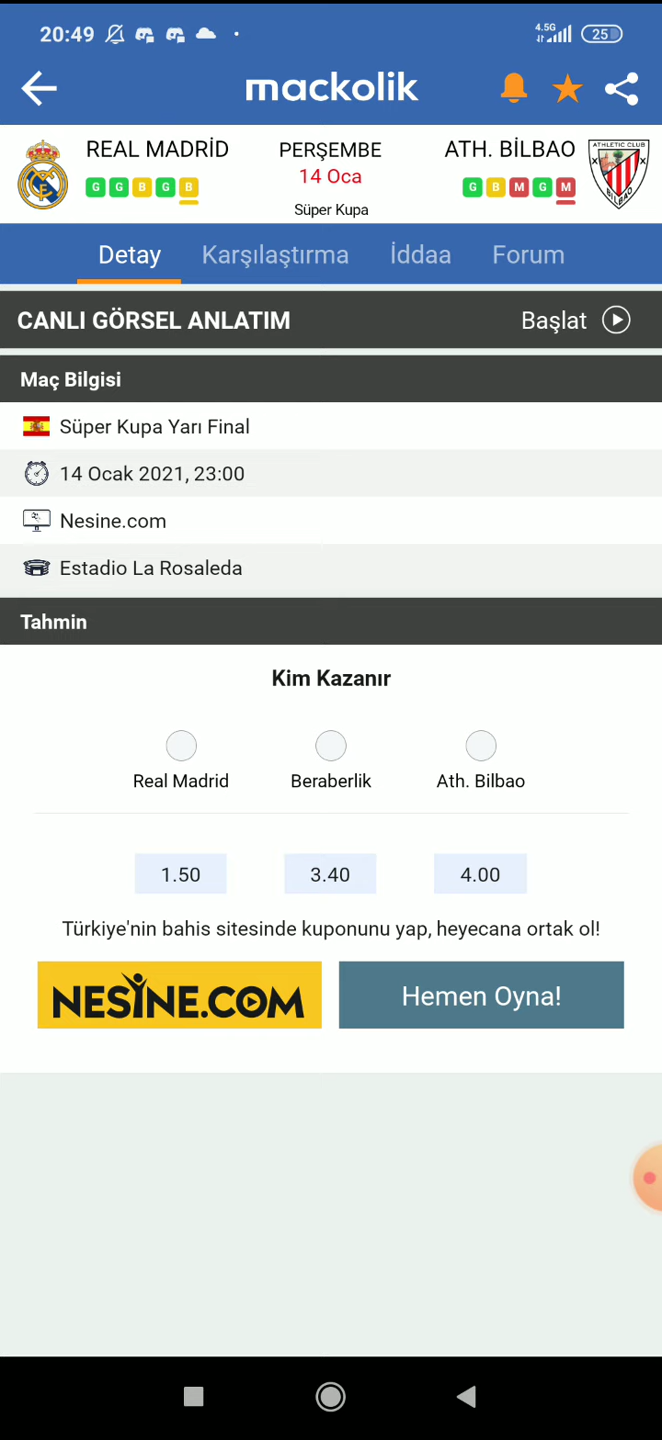 20:49
4.5G
25
mackolik
REAL MADRİD
G G B G B
PERŞEMBE
14 Oca
Süper Kupa
ATH. BİLBAO
G B M G M
ATHLETIC CLUB
BILBAO
Detay
Karşılaştırma
İddaa
Forum
CANLI GÖRSEL ANLATIM
Başlat
Maç Bilgisi
Süper Kupa Yarı Final
14 Ocak 2021, 23:00
Nesine.com
Estadio La Rosaleda
Tahmin
Kim Kazanır
Real Madrid
Beraberlik
Ath. Bilbao
1.50
3.40
4.00
Türkiye'nin bahis sitesinde kuponunu yap, heyecana ortak ol!
NESİNE.COM
Hemen Oyna!